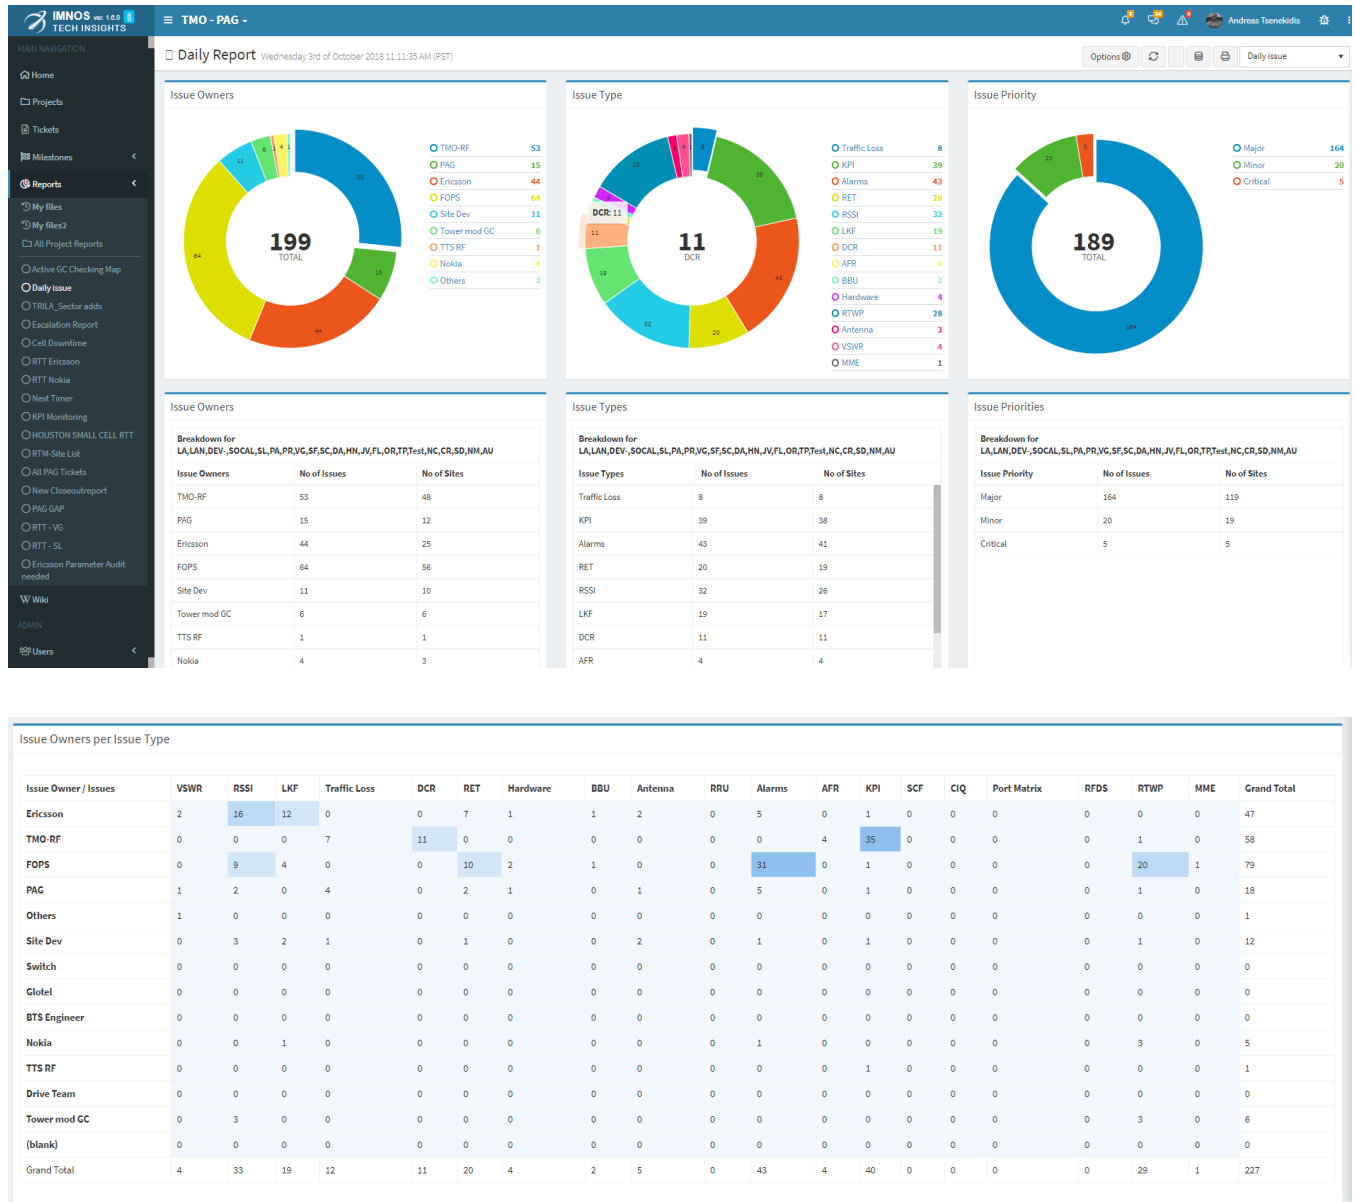 IMNOS ver. 1.6.0
TECH INSIGHTS
TMO - PAG
Andreas Tsenekidis
MAIN NAVIGATION
Home
Projects
Tickets
Milestones
Reports
My files
My files2
All Project Reports
Active GC Checking Map
Daily issue
TRILA_Sector adds
Escalation Report
Cell Downtime
RTT Ericsson
RTT Nokia
Nest Timer
KPI Monitoring
HOUSTON SMALL CELL RTT
RTM-Site List
All PAG Tickets
New Closeoutreport
PAG GAP
RTT - VG
RTT - SL
Ericsson Parameter Audit
needed
Wiki
ADMIN
Users
Daily Report Wednesday 3rd of October 2018 11:11:35 AM (PST)
Options
Daily issue
Issue Owners
53
15
44
64
11
6
1
4
1
199
TOTAL
TMO-RF 53
PAG 15
Ericsson 44
FOPS 64
Site Dev 11
Tower mod GC 6
TTS RF 1
Nokia 4
Others 1
Issue Type
8
39
43
20
32
19
11
28
4
DCR: 11
11
DCR
Traffic Loss 8
KPI 39
Alarms 43
RET 20
RSSI 32
LKF 19
DCR 11
AFR 4
BBU 2
Hardware 4
RTWP 28
Antenna 3
VSWR 4
MME 1
Issue Priority
164
20
5
189
TOTAL
Major 164
Minor 20
Critical 5
Issue Owners
Breakdown for
LA,LAN,DEV-,SOCAL,SL,PA,PR,VG,SF,SC,DA,HN,JV,FL,OR,TP,Test,NC,CR,SD,NM,AU
Issue Owners No of Issues No of Sites
TMO-RF 53 48
PAG 15 12
Ericsson 44 25
FOPS 64 56
Site Dev 11 10
Tower mod GC 6 6
TTS RF 1 1
Nokia 4 3
Issue Types
Breakdown for
LA,LAN,DEV-,SOCAL,SL,PA,PR,VG,SF,SC,DA,HN,JV,FL,OR,TP,Test,NC,CR,SD,NM,AU
Issue Types No of Issues No of Sites
Traffic Loss 8 8
KPI 39 38
Alarms 43 41
RET 20 19
RSSI 32 26
LKF 19 17
DCR 11 11
AFR 4 4
Issue Priorities
Breakdown for
LA,LAN,DEV-,SOCAL,SL,PA,PR,VG,SF,SC,DA,HN,JV,FL,OR,TP,Test,NC,CR,SD,NM,AU
Issue Priority No of Issues No of Sites
Major 164 119
Minor 20 19
Critical 5 5
Issue Owners per Issue Type
Issue Owner / Issues VSWR RSSI LKF Traffic Loss DCR RET Hardware BBU Antenna RRU Alarms AFR KPI SCF CIQ Port Matrix RFDS RTWP MME Grand Total
Ericsson 2 16 12 0 0 7 1 1 2 0 5 0 1 0 0 0 0 0 0 47
TMO-RF 0 0 0 7 11 0 0 0 0 0 0 4 35 0 0 0 0 1 0 58
FOPS 0 9 4 0 0 10 2 1 0 0 31 0 1 0 0 0 0 20 1 79
PAG 1 2 0 4 0 2 1 0 1 0 5 0 1 0 0 0 0 1 0 18
Others 1 0 0 0 0 0 0 0 0 0 0 0 0 0 0 0 0 0 0 1
Site Dev 0 3 2 1 0 1 0 0 2 0 1 0 1 0 0 0 0 1 0 12
Switch 0 0 0 0 0 0 0 0 0 0 0 0 0 0 0 0 0 0 0 0
Glotel 0 0 0 0 0 0 0 0 0 0 0 0 0 0 0 0 0 0 0 0
BTS Engineer 0 0 0 0 0 0 0 0 0 0 0 0 0 0 0 0 0 0 0 0
Nokia 0 0 1 0 0 0 0 0 0 0 1 0 0 0 0 0 0 3 0 5
TTS RF 0 0 0 0 0 0 0 0 0 0 0 0 1 0 0 0 0 0 0 1
Drive Team 0 0 0 0 0 0 0 0 0 0 0 0 0 0 0 0 0 0 0 0
Tower mod GC 0 3 0 0 0 0 0 0 0 0 0 0 0 0 0 0 0 3 0 6
(blank) 0 0 0 0 0 0 0 0 0 0 0 0 0 0 0 0 0 0 0 0
Grand Total 4 33 19 12 11 20 4 2 5 0 43 4 40 0 0 0 0 29 1 227